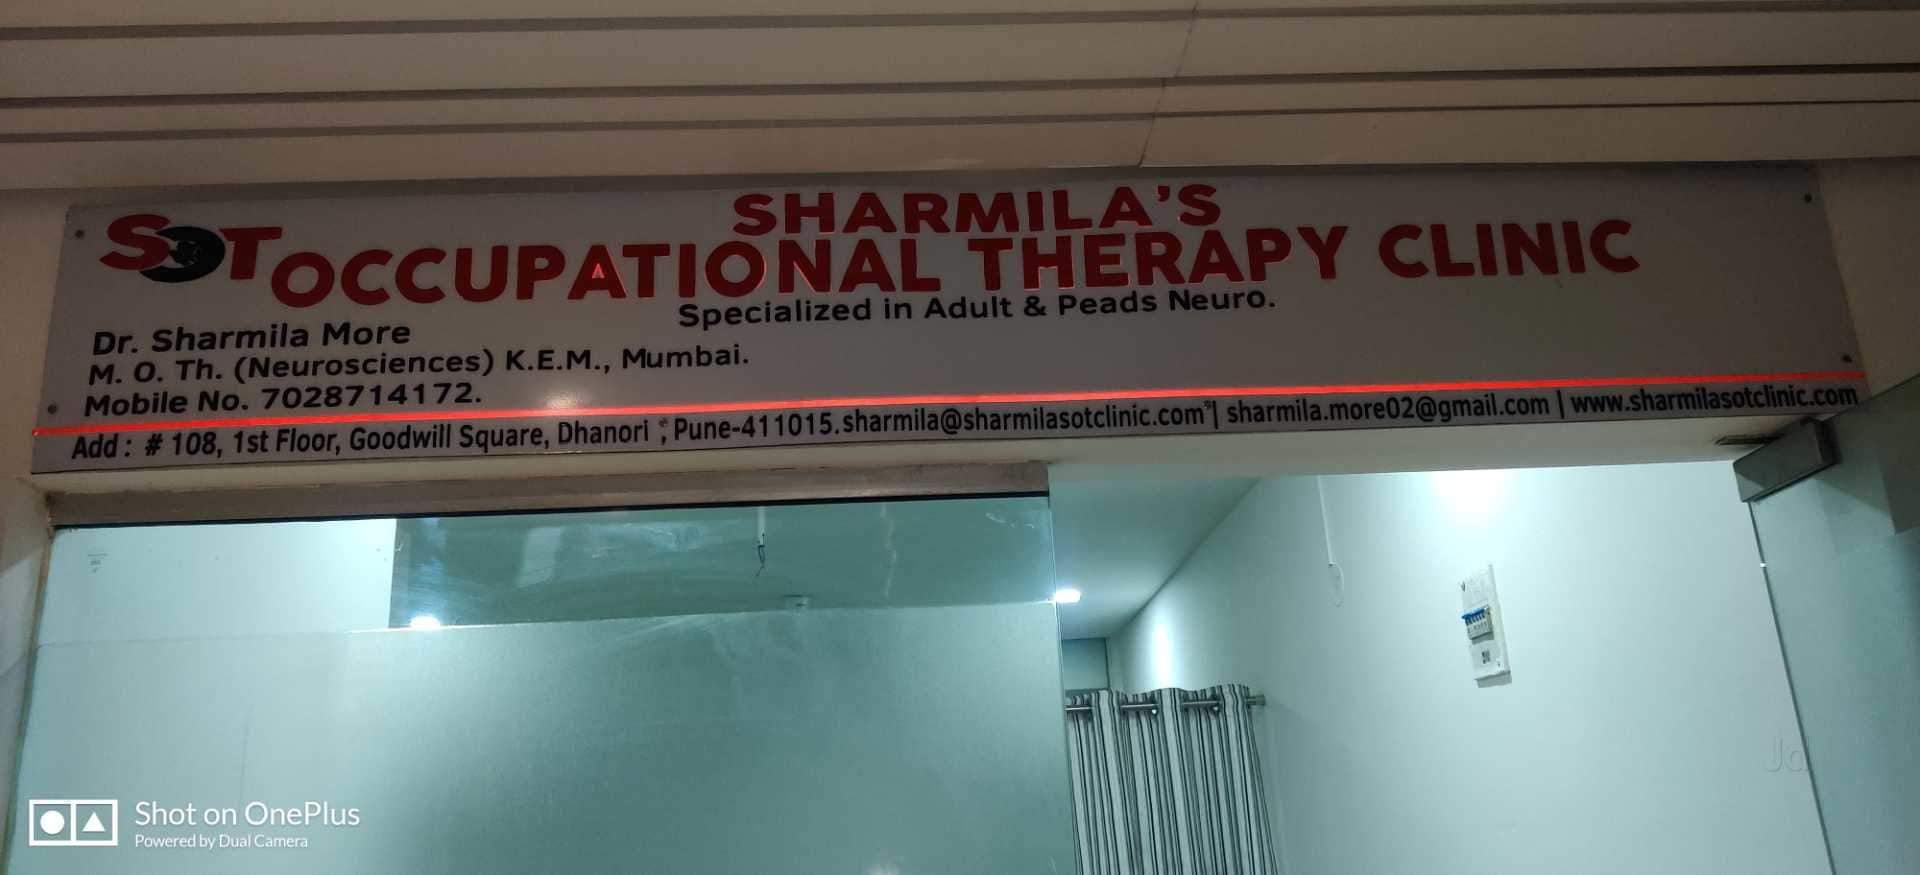 SHARMILA'S
SOT OCCUPATIONAL THERAPY CLINIC
Specialized in Adult & Peads Neuro.
Dr. Sharmila More
M. O. Th. (Neurosciences) K.E.M., Mumbai.
Mobile No. 7028714172.
Add : # 108, 1st Floor, Goodwill Square, Dhanori , Pune-411015. sharmila@sharmilasotclinic.com | sharmila.more02@gmail.com | www.sharmilasotclinic.com
Jd
Shot on OnePlus
Powered by Dual Camera